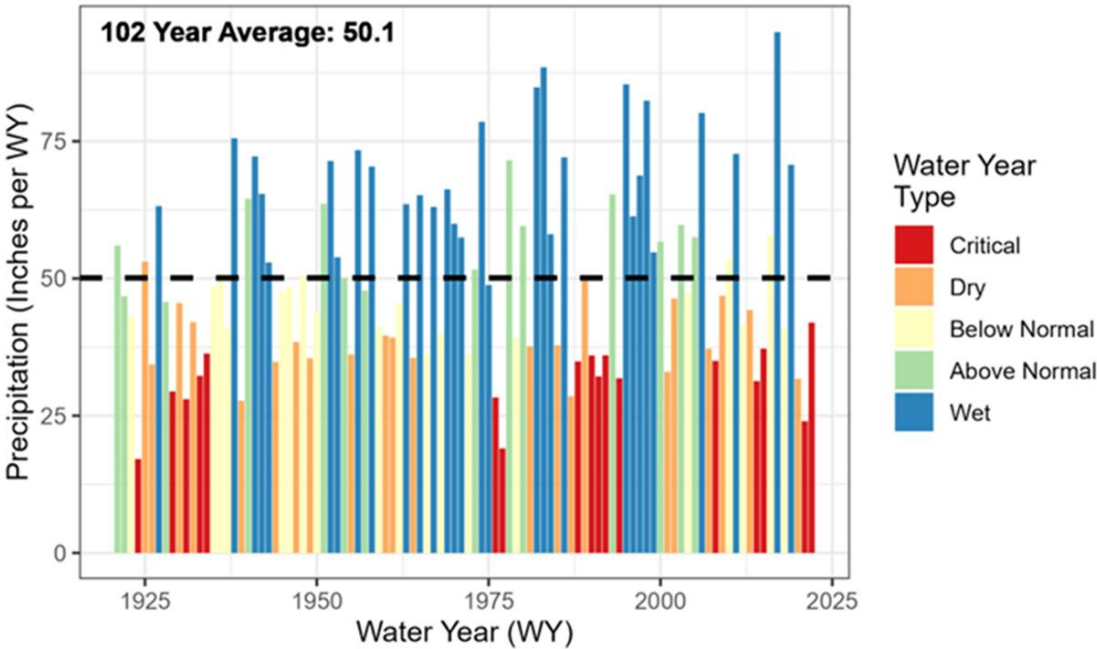 102 Year Average: 50.1
Precipitation (Inches per WY)
75
50
25
0
1925
1950
1975
2000
2025
Water Year (WY)
Water Year
Type
Critical
Dry
Below Normal
Above Normal
Wet